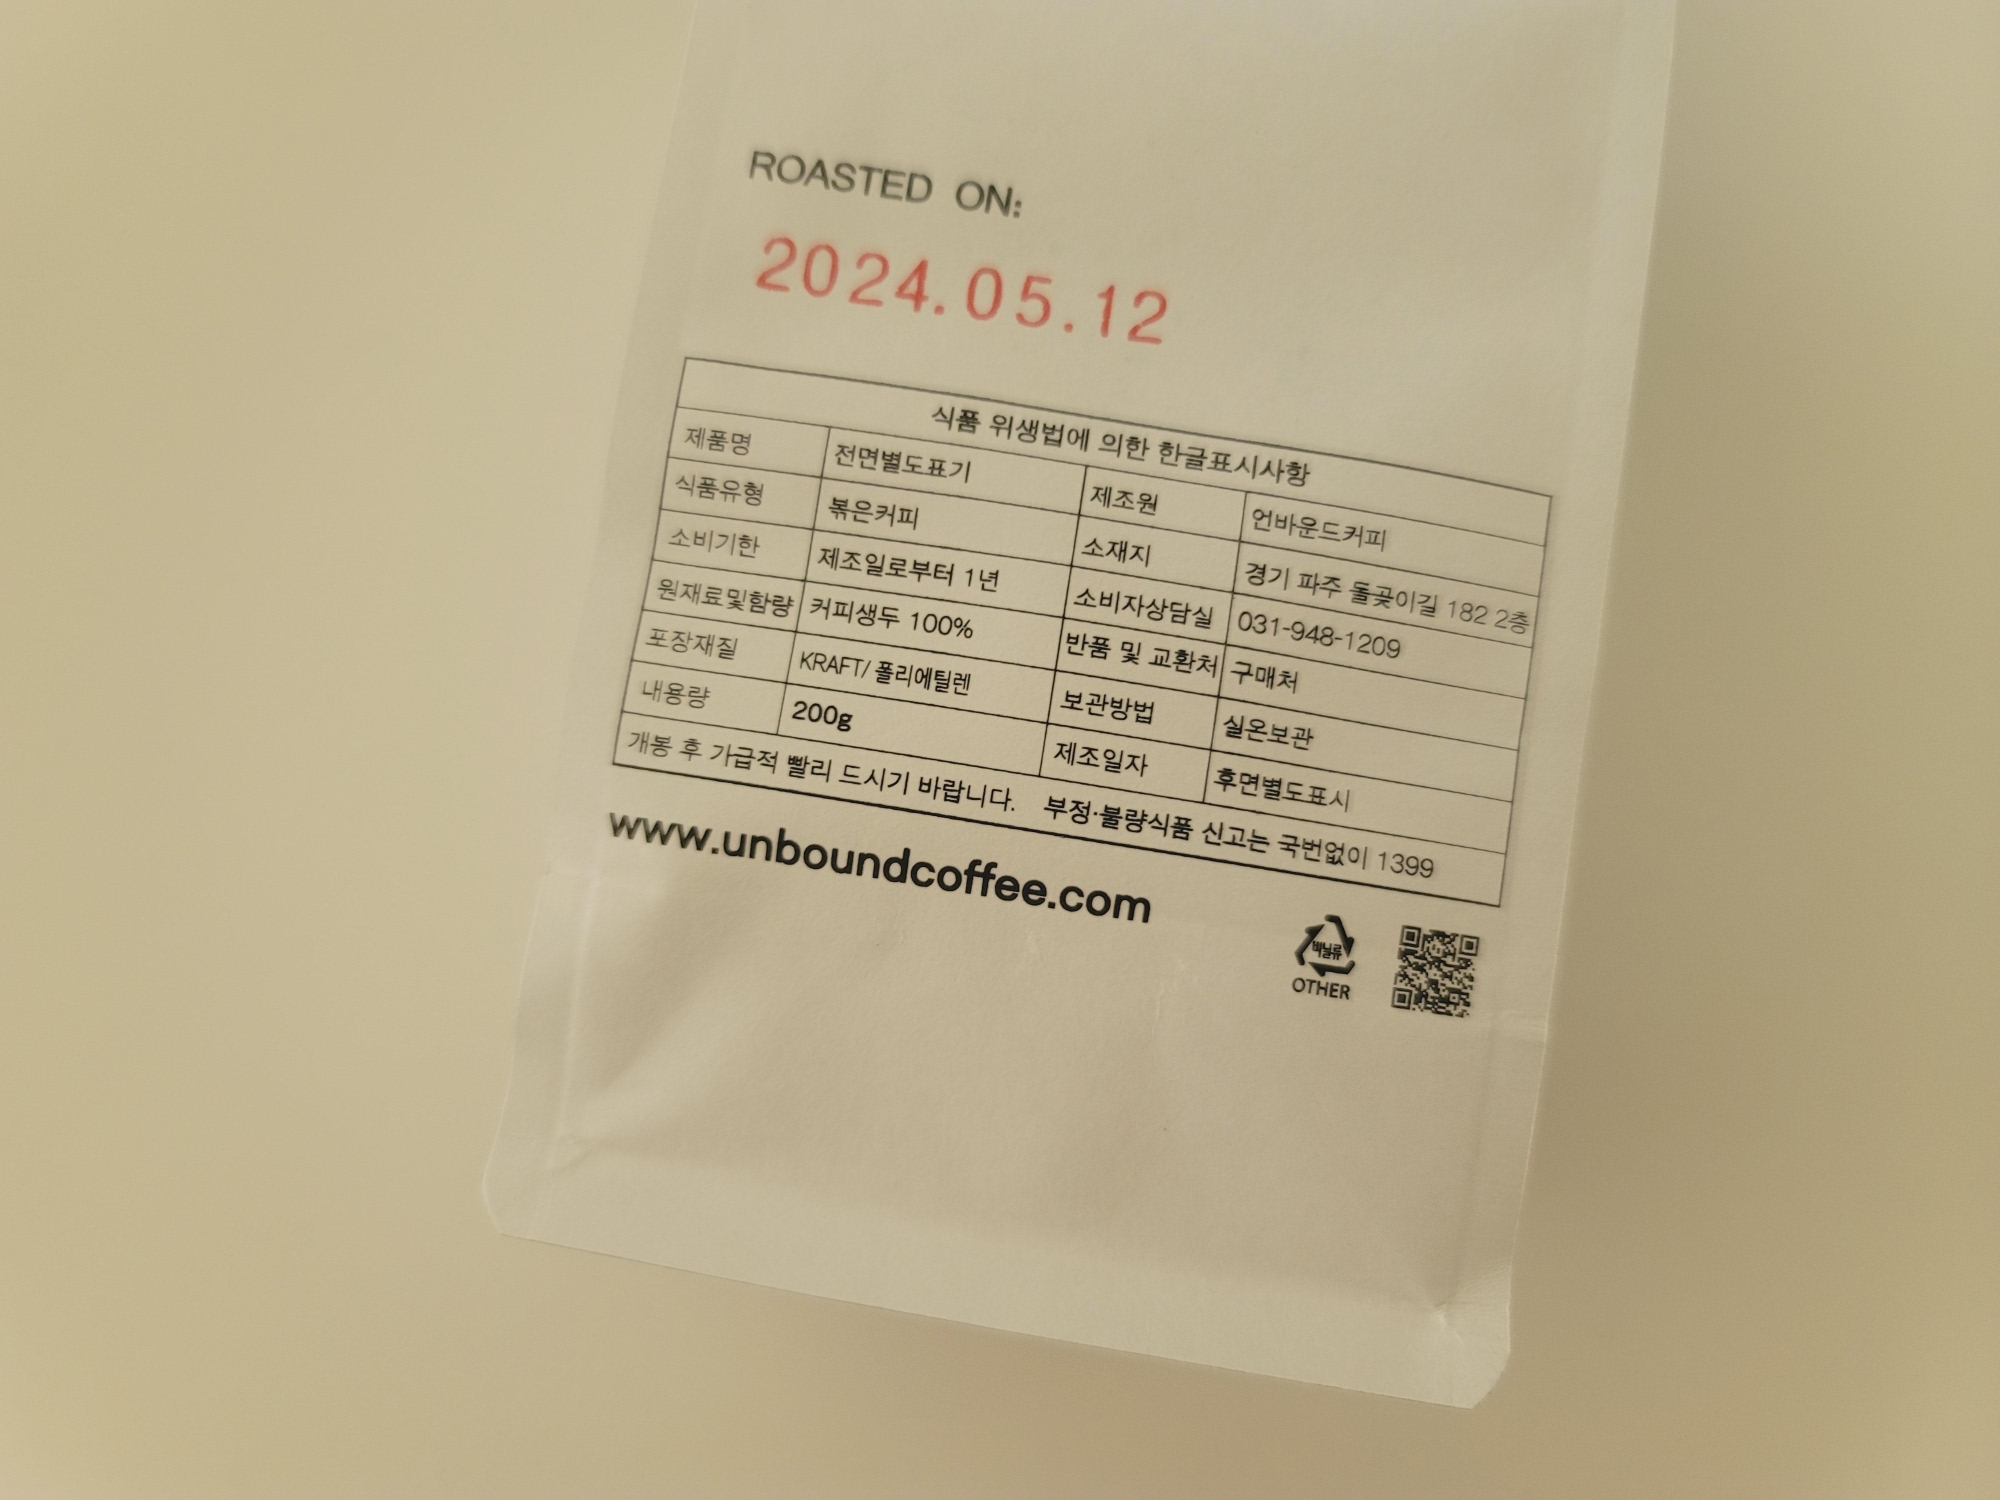 ROASTED ON:
2024.05.12
식품 위생법에 의한 한글표시사항
제품명 전면별도표기 제조원 언바운드커피
식품유형 볶은커피 소재지 경기 파주 돌곶이길 182 2층
소비기한 제조일로부터 1년 소비자상담실 031-948-1209
원재료및함량 커피생두 100% 반품 및 교환처 구매처
포장재질 KRAFT/ 폴리에틸렌 보관방법 실온보관
내용량 200g 제조일자 후면별도표시
개봉 후 가급적 빨리 드시기 바랍니다. 부정·불량식품 신고는 국번없이 1399
www.unboundcoffee.com
비닐류
OTHER